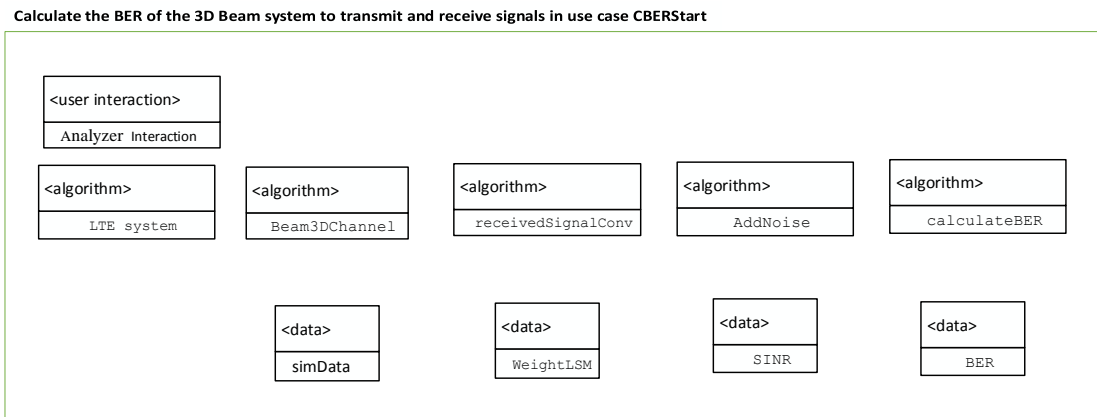 Calculate the BER of the 3D Beam system to transmit and receive signals in use case CBERStart
<user interaction>
Analyzer Interaction
<algorithm>
LTE system
<algorithm>
Beam3DChannel
<algorithm>
receivedSignalConv
<algorithm>
AddNoise
<algorithm>
calculateBER
<data>
simData
<data>
WeightLSM
<data>
SINR
<data>
BER